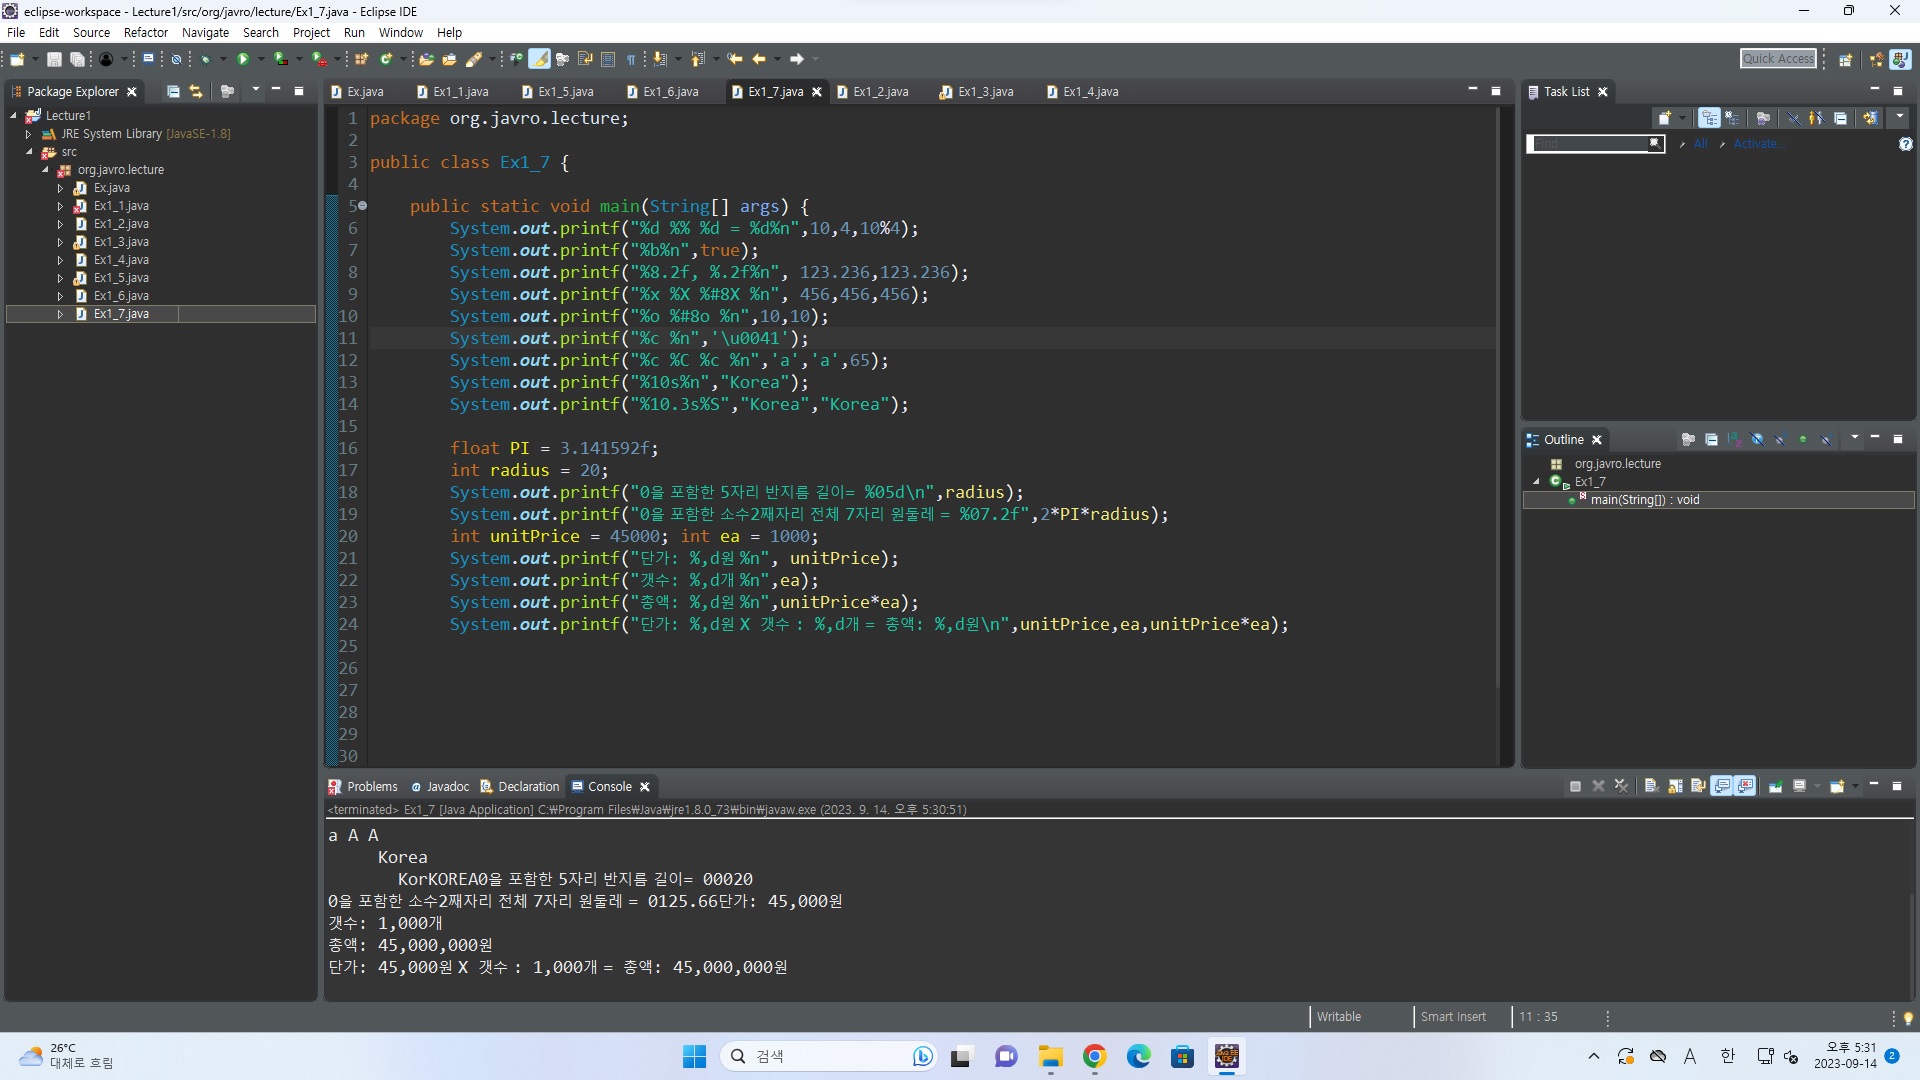 eclipse-workspace - Lecture1/src/org/javro/lecture/Ex1_7.java - Eclipse IDE
File Edit Source Refactor Navigate Search Project Run Window Help
Quick Access
Package Explorer
Lecture1
JRE System Library [JavaSE-1.8]
src
org.javro.lecture
Ex.java
Ex1_1.java
Ex1_2.java
Ex1_3.java
Ex1_4.java
Ex1_5.java
Ex1_6.java
Ex1_7.java
Ex.java Ex1_1.java Ex1_5.java Ex1_6.java Ex1_7.java Ex1_2.java Ex1_3.java Ex1_4.java
1 package org.javro.lecture;
2
3 public class Ex1_7 {
4
5 public static void main(String[] args) {
6 System.out.printf("%d %% %d = %d%n",10,4,10%4);
7 System.out.printf("%b%n",true);
8 System.out.printf("%8.2f, %.2f%n", 123.236,123.236);
9 System.out.printf("%x %X %#8X %n", 456,456,456);
10 System.out.printf("%o %#8o %n",10,10);
11 System.out.printf("%c %n",'\u0041');
12 System.out.printf("%c %C %c %n",'a','a',65);
13 System.out.printf("%10s%n","Korea");
14 System.out.printf("%10.3s%S","Korea","Korea");
15
16 float PI = 3.141592f;
17 int radius = 20;
18 System.out.printf("0을 포함한 5자리 반지름 길이= %05d\n",radius);
19 System.out.printf("0을 포함한 소수2째자리 전체 7자리 원둘레 = %07.2f",2*PI*radius);
20 int unitPrice = 45000; int ea = 1000;
21 System.out.printf("단가: %,d원 %n", unitPrice);
22 System.out.printf("갯수: %,d개 %n",ea);
23 System.out.printf("총액: %,d원 %n",unitPrice*ea);
24 System.out.printf("단가: %,d원 X 갯수 : %,d개 = 총액: %,d원\n",unitPrice,ea,unitPrice*ea);
25
26
27
28
29
30
Task List
Find All Activate...
Outline
org.javro.lecture
Ex1_7
main(String[]) : void
Problems Javadoc Declaration Console
<terminated> Ex1_7 [Java Application] C:₩Program Files₩Java₩jre1.8.0_73₩bin₩javaw.exe (2023. 9. 14. 오후 5:30:51)
a A A
Korea
KorKOREA0을 포함한 5자리 반지름 길이= 00020
0을 포함한 소수2째자리 전체 7자리 원둘레 = 0125.66단가: 45,000원
갯수: 1,000개
총액: 45,000,000원
단가: 45,000원 X 갯수 : 1,000개 = 총액: 45,000,000원
Writable Smart Insert 11 : 35
26°C
대체로 흐림
검색
A 한
오후 5:31
2023-09-14
2